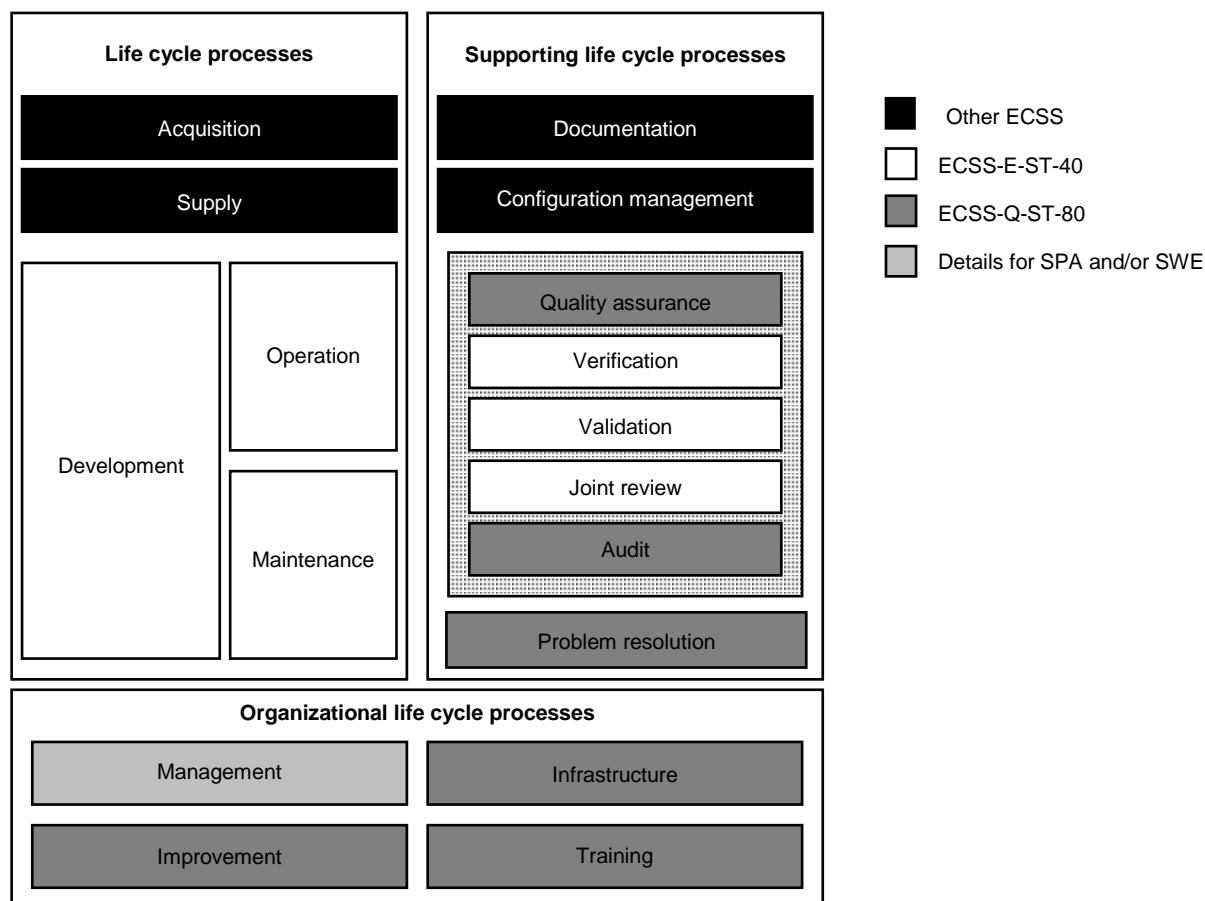 Life cycle processes
Acquisition
Supply
Development
Operation
Maintenance
Supporting life cycle processes
Documentation
Configuration management
Quality assurance
Verification
Validation
Joint review
Audit
Problem resolution
Organizational life cycle processes
Management
Infrastructure
Improvement
Training
Other ECSS
ECSS-E-ST-40
ECSS-Q-ST-80
Details for SPA and/or SWE